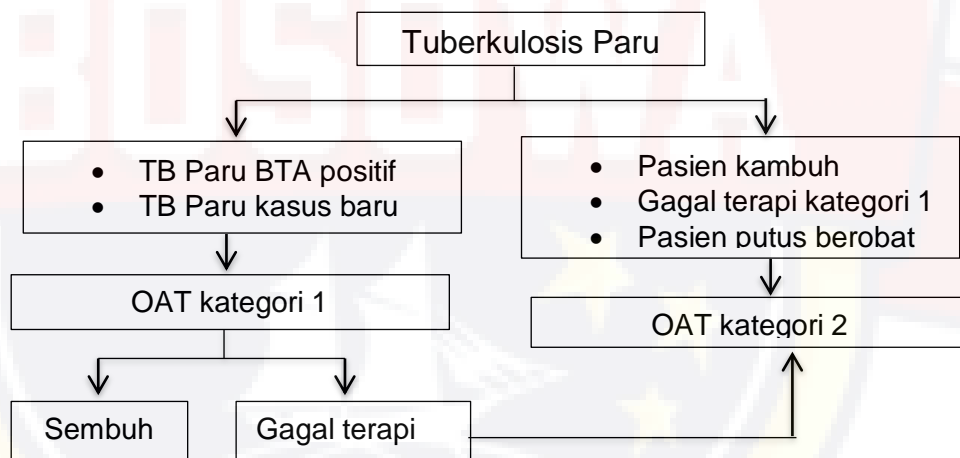 BOSOWA
Tuberkulosis Paru
• TB Paru BTA positif
• TB Paru kasus baru
• Pasien kambuh
• Gagal terapi kategori 1
• Pasien putus berobat
OAT kategori 1
OAT kategori 2
Sembuh
Gagal terapi